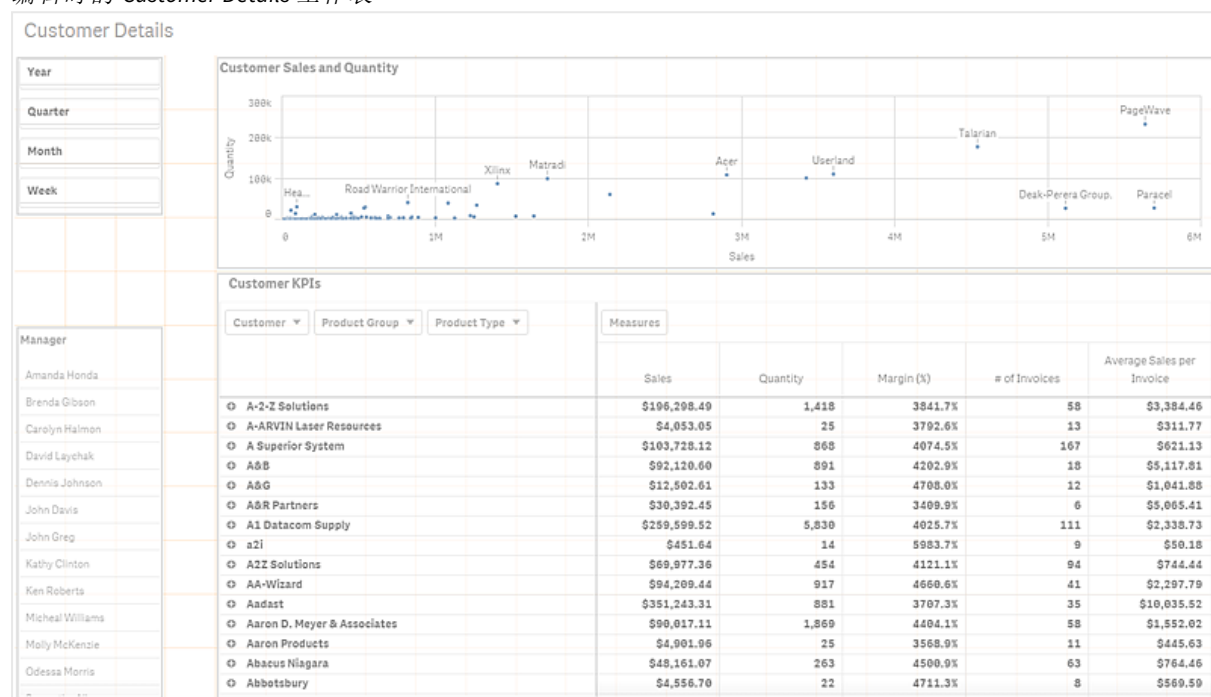 Customer Details
Year
Quarter
Month
Week
Customer Sales and Quantity
Quantity
300k
200k
100k
0
PageWave
Talarian
Acer
Userland
Xilinx
Matradi
Hea...
Road Warrior International
Deak-Perera Group.
Paracel
0 1M 2M 3M 4M 5M 6M
Sales
Manager
Amanda Honda
Brenda Gibson
Carolyn Halmon
David Laychak
Dennis Johnson
John Davis
John Greg
Kathy Clinton
Ken Roberts
Micheal Williams
Molly McKenzie
Odessa Morris
Customer KPIs
Customer Product Group Product Type Measures
Sales Quantity Margin (%) # of Invoices Average Sales per Invoice
A-2-Z Solutions $196,298.49 1,418 3841.7% 58 $3,384.46
A-ARVIN Laser Resources $4,053.05 25 3792.6% 13 $311.77
A Superior System $103,728.12 868 4074.5% 167 $621.13
A&B $92,120.60 891 4202.9% 18 $5,117.81
A&G $12,502.61 133 4708.0% 12 $1,041.88
A&R Partners $30,392.45 156 3409.9% 6 $5,065.41
A1 Datacom Supply $259,599.52 5,830 4025.7% 111 $2,338.73
a2i $451.64 14 5983.7% 9 $50.18
A2Z Solutions $69,977.36 454 4121.1% 94 $744.44
AA-Wizard $94,209.44 917 4660.6% 41 $2,297.79
Aadast $351,243.31 881 3707.3% 35 $10,035.52
Aaron D. Meyer & Associates $90,017.11 1,869 4404.1% 58 $1,552.02
Aaron Products $4,901.96 25 3568.9% 11 $445.63
Abacus Niagara $48,161.07 263 4500.9% 63 $764.46
Abbotsbury $4,556.70 22 4711.3% 8 $569.59